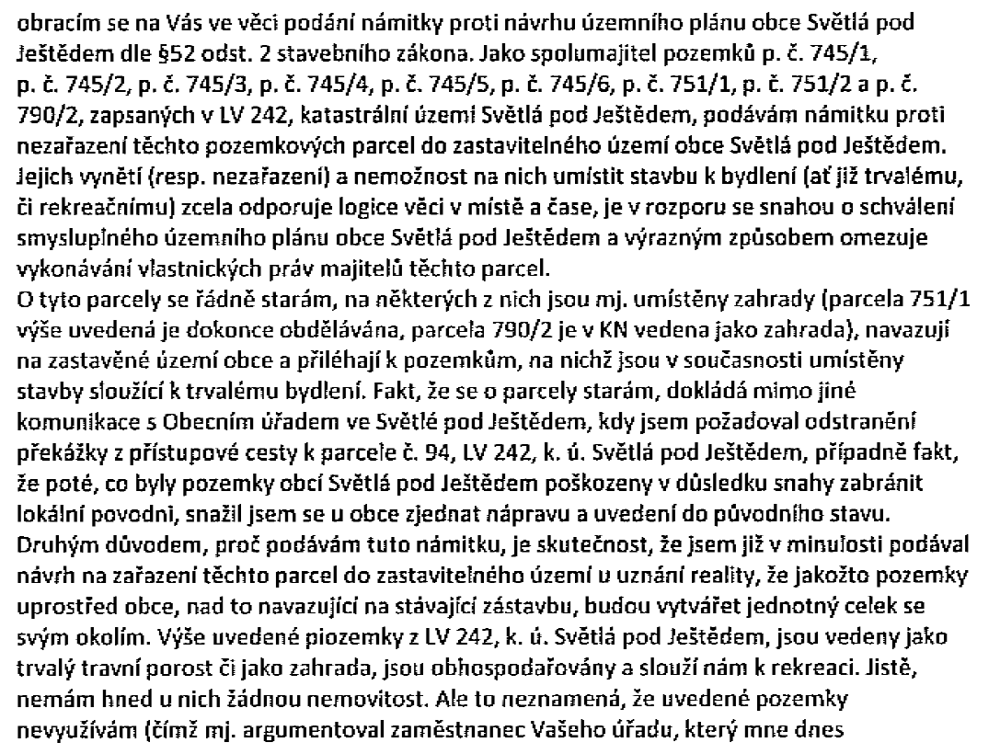 obracím se na Vás ve věci podání námitky proti návrhu územního plánu obce Světlá pod
Ještědem dle §52 odst. 2 stavebního zákona. Jako spolumajitel pozemků p. č. 745/1,
p. č. 745/2, p. č. 745/3, p. č. 745/4, p. č. 745/5, p. č. 745/6, p. č. 751/1, p. č. 751/2 a p. č.
790/2, zapsaných v LV 242, katastrální území Světlá pod Ještědem, podávám námitku proti
nezařazení těchto pozemkových parcel do zastavitelného území obce Světlá pod Ještědem.
Jejich vynětí (resp. nezařazení) a nemožnost na nich umístit stavbu k bydlení (ať již trvalému,
či rekreačnímu) zcela odporuje logice věci v místě a čase, je v rozporu se snahou o schválení
smysluplného územního plánu obce Světlá pod Ještědem a výrazným způsobem omezuje
vykonávání vlastnických práv majitelů těchto parcel.
O tyto parcely se řádně starám, na některých z nich jsou mj. umístěny zahrady (parcela 751/1
výše uvedená je dokonce obdělávána, parcela 790/2 je v KN vedena jako zahrada), navazují
na zastavěné území obce a přiléhají k pozemkům, na nichž jsou v současnosti umístěny
stavby sloužící k trvalému bydlení. Fakt, že se o parcely starám, dokládá mimo jiné
komunikace s Obecním úřadem ve Světlé pod Ještědem, kdy jsem požadoval odstranění
překážky z přístupové cesty k parcele č. 94, LV 242, k. ú. Světlá pod Ještědem, případně fakt,
že poté, co byly pozemky obcí Světlá pod Ještědem poškozeny v důsledku snahy zabránit
lokální povodni, snažil jsem se u obce zjednat nápravu a uvedení do původního stavu.
Druhým důvodem, proč podávám tuto námitku, je skutečnost, že jsem již v minulosti podával
návrh na zařazení těchto parcel do zastavitelného území u uznání reality, že jakožto pozemky
uprostřed obce, nad to navazující na stávající zástavbu, budou vytvářet jednotný celek se
svým okolím. Výše uvedené piozemky z LV 242, k. ú. Světlá pod Ještědem, jsou vedeny jako
trvalý travní porost či jako zahrada, jsou obhospodařovány a slouží nám k rekreaci. Jistě,
nemám hned u nich žádnou nemovitost. Ale to neznamená, že uvedené pozemky
nevyužívám (čímž mj. argumentoval zaměstnanec Vašeho úřadu, který mne dnes